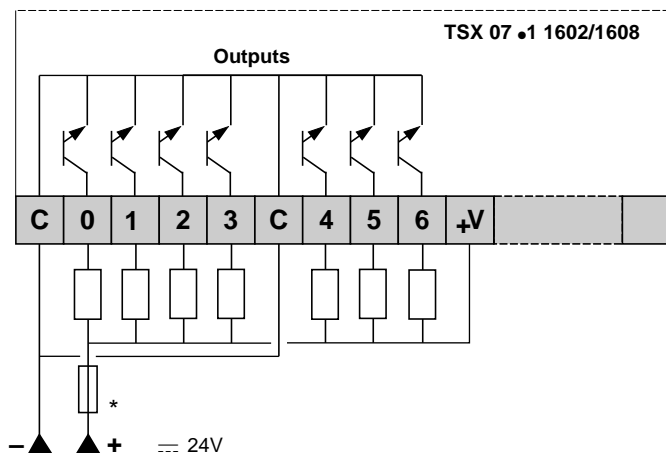 TSX 07 •1 1602/1608
Outputs
C 0 1 2 3 C 4 5 6 +V
*
– + ⎓ 24V